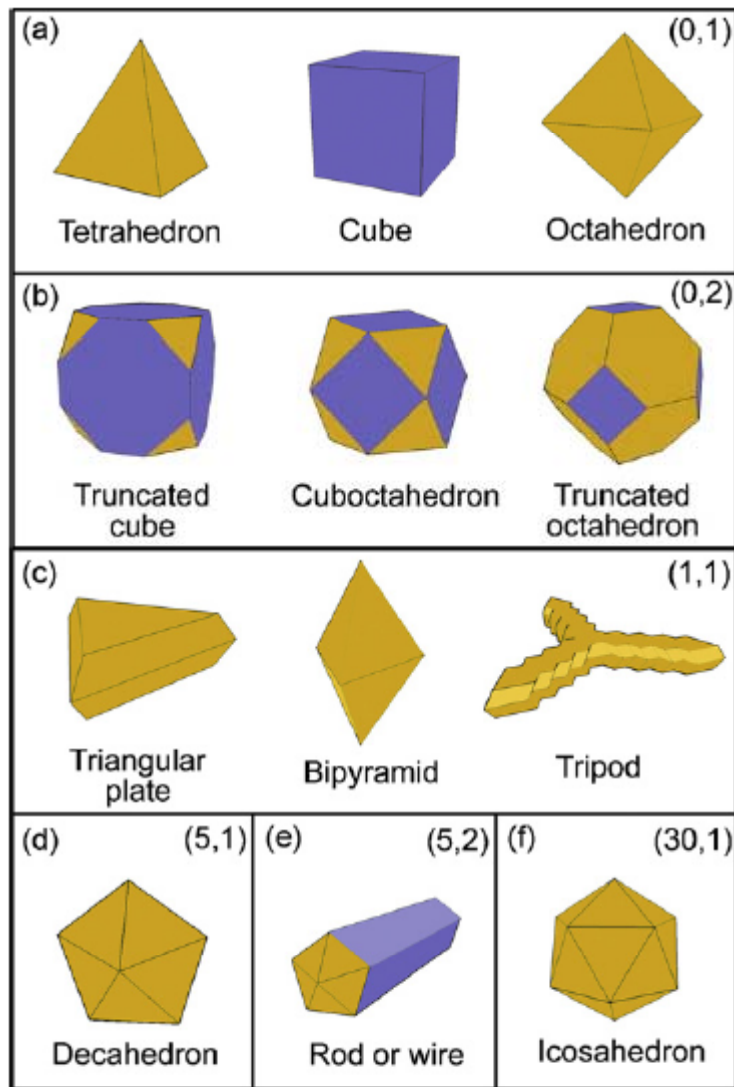 (a) (0,1)
Tetrahedron Cube Octahedron
(b) (0,2)
Truncated cube Cuboctahedron Truncated octahedron
(c) (1,1)
Triangular plate Bipyramid Tripod
(d) (5,1) (e) (5,2) (f) (30,1)
Decahedron Rod or wire Icosahedron